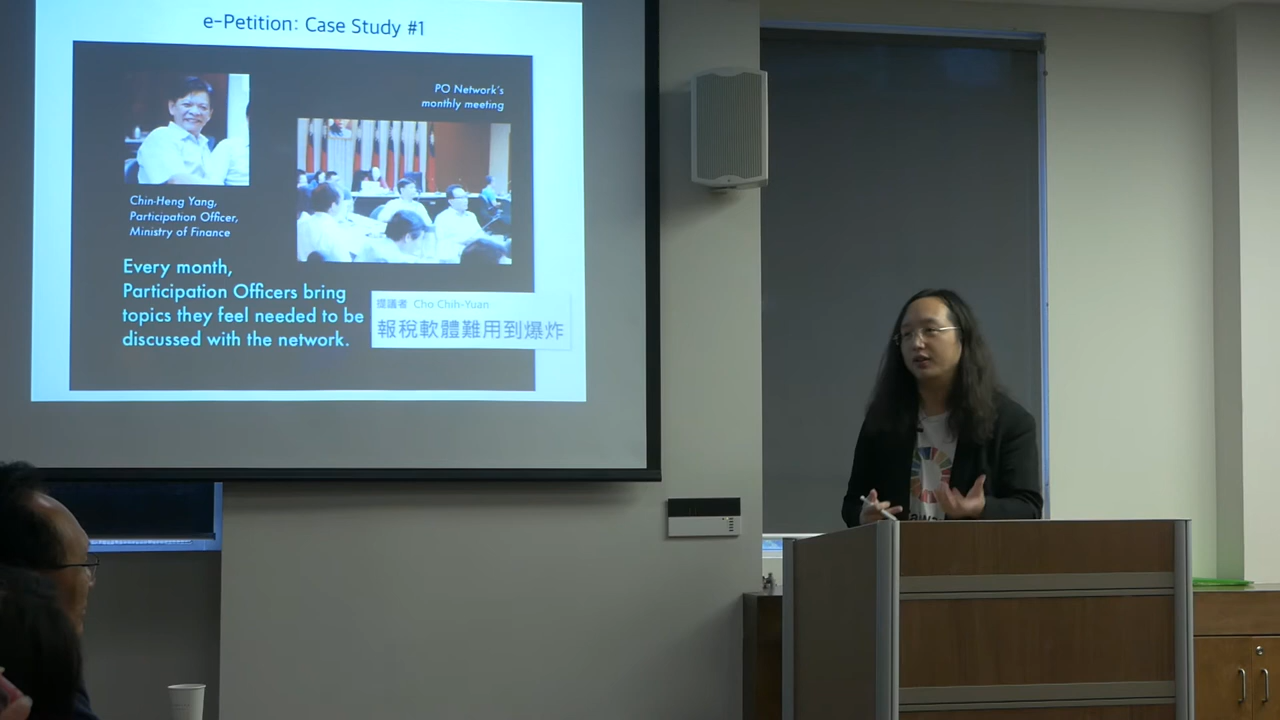 e-Petition: Case Study #1
PO Network's
monthly meeting
Chin-Heng Yang,
Participation Officer,
Ministry of Finance
Every month,
Participation Officers bring
topics they feel needed to be
discussed with the network.
提議者 Cho Chih-Yuan
報稅軟體難用到爆炸